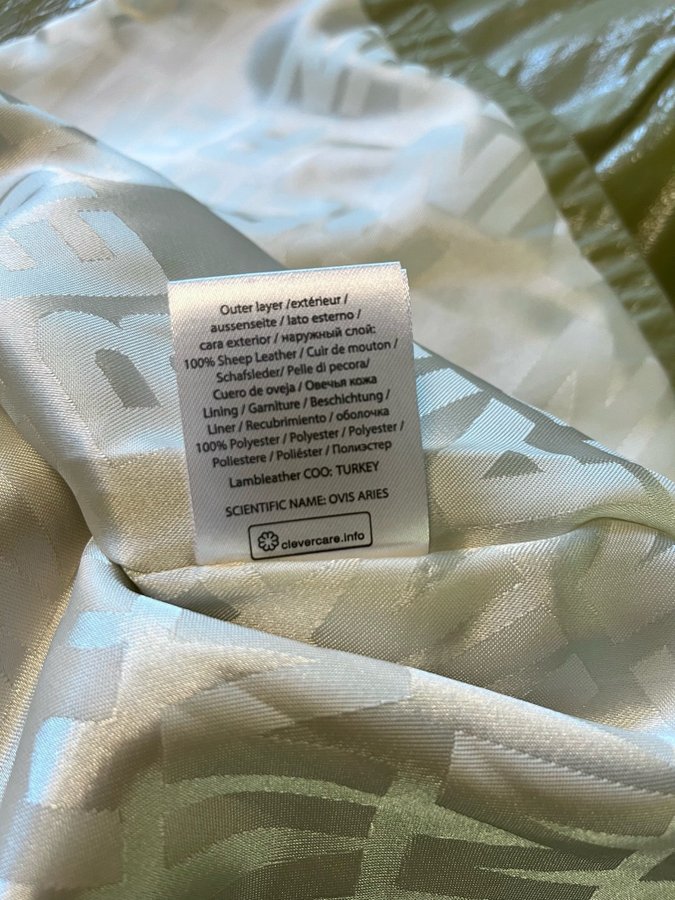 Outer layer /extérieur /
aussenseite / lato esterno /
cara exterior / наружный слой:
100% Sheep Leather / Cuir de mouton /
Schafsleder/ Pelle di pecora/
Cuero de oveja / Овечья кожа
Lining / Garniture / Beschichtung /
Liner / Recubrimiento / оболочка
100% Polyester / Polyester / Polyester /
Poliestere / Poliéster / Полиэстер
Lambleather COO: TURKEY
SCIENTIFIC NAME: OVIS ARIES
clevercare.info